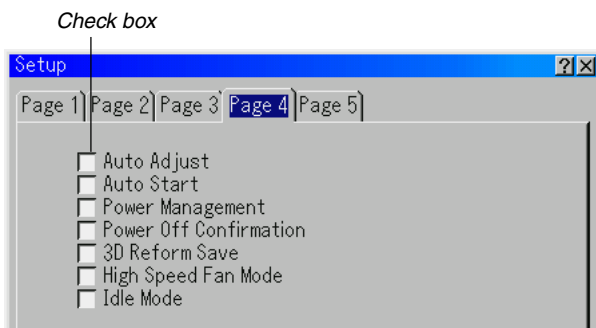 Check box
Setup ? X
Page 1 Page 2 Page 3 Page 4 Page 5
Auto Adjust
Auto Start
Power Management
Power Off Confirmation
3D Reform Save
High Speed Fan Mode
Idle Mode